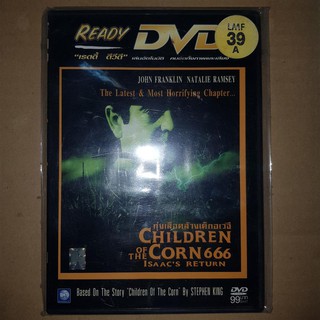 READY DVD
LMF
39
A
"เรดดี้ ดีวีดี"
JOHN FRANKLIN NATALIE RAMSEY
The Latest & Most Horrifying Chapter...
CHILDREN
OF THE CORN 666
ISAAC'S RETURN
BASED ON THE STORY "CHILDREN OF THE CORN" BY STEPHEN KING
DVD
99